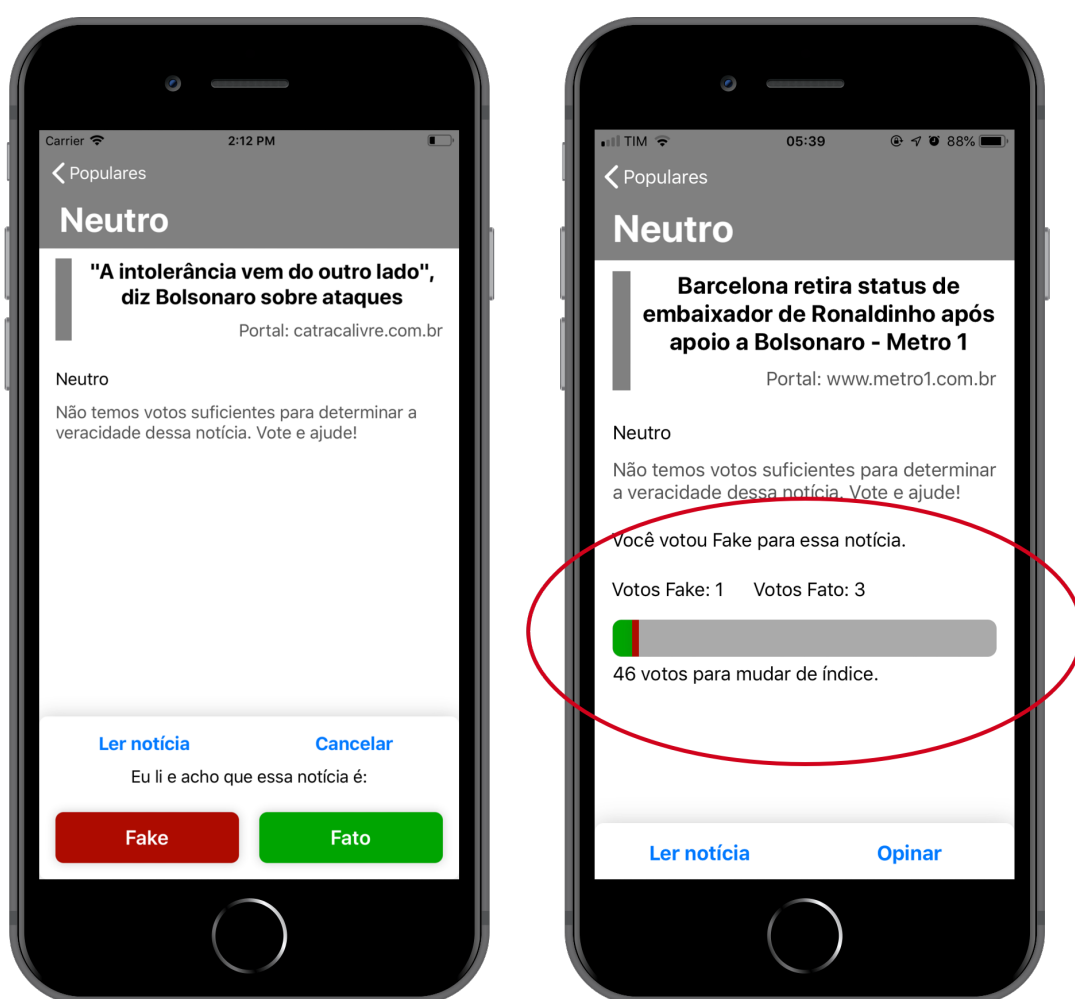 Carrier
2:12 PM
Populares
Neutro
"A intolerância vem do outro lado",
diz Bolsonaro sobre ataques
Portal: catracalivre.com.br
Neutro
Não temos votos suficientes para determinar a
veracidade dessa notícia. Vote e ajude!
Ler notícia
Cancelar
Eu li e acho que essa notícia é:
Fake
Fato
TIM
05:39
88%
Populares
Neutro
Barcelona retira status de
embaixador de Ronaldinho após
apoio a Bolsonaro - Metro 1
Portal: www.metro1.com.br
Neutro
Não temos votos suficientes para determinar
a veracidade dessa notícia. Vote e ajude!
Você votou Fake para essa notícia.
Votos Fake: 1
Votos Fato: 3
46 votos para mudar de índice.
Ler notícia
Opinar